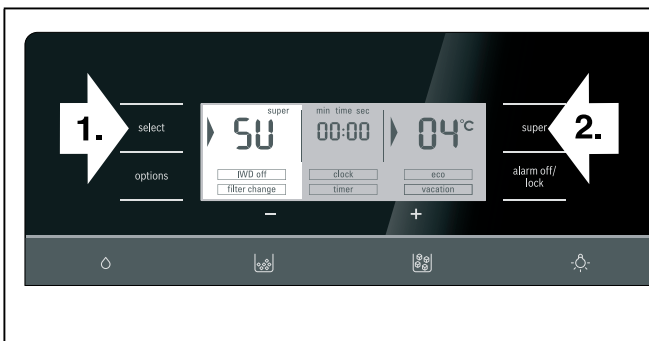 1.
select
options
super
SU
min time sec
00:00
04°C
IWD off
filter change
clock
timer
eco
vacation
super
2.
alarm off/
lock
−
+